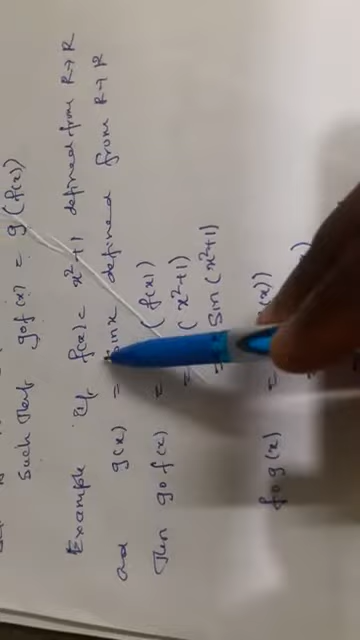 Such that gof(x) = g(f(x))
Example If f(x) = x²+1 defined from R→R
and g(x) = sinx defined from R→R
Then gof(x) = (f(x))
= (x²+1)
= Sin(x²+1)
fog(x) = (x))